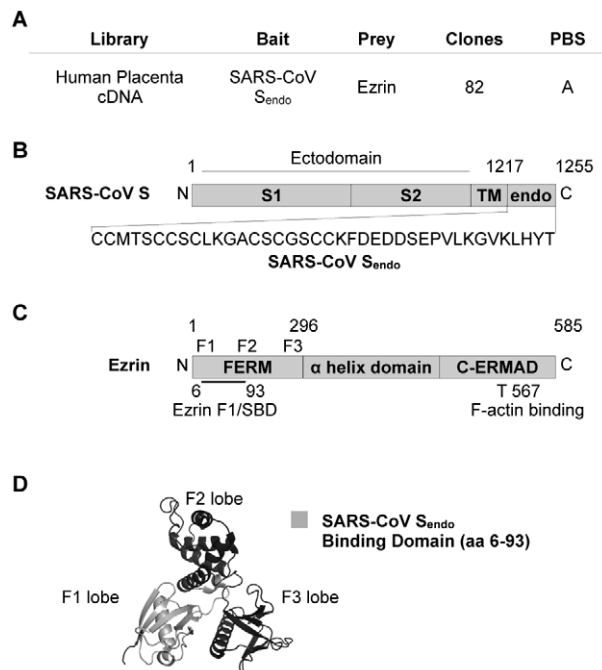 A
Library Bait Prey Clones PBS
Human Placenta cDNA SARS-CoV Sendo Ezrin 82 A
B
1 Ectodomain 1217 1255
SARS-CoV S N S1 S2 TM endo C
CCMTSCCSCLKGACSCGSCCKFDEDDSEPVLKGVKLHYT
SARS-CoV Sendo
C
1 296 585
F1 F2 F3
Ezrin N FERM α helix domain C-ERMAD C
6 93 T 567
Ezrin F1/SBD F-actin binding
D
F2 lobe
SARS-CoV Sendo
Binding Domain (aa 6-93)
F1 lobe F3 lobe